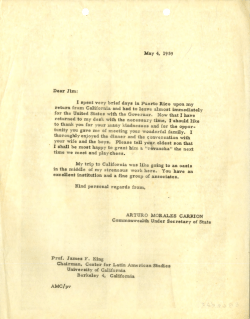 May 6, 1959
Dear Jim:
I spent very brief days in Puerto Rico upon my
return from California and had to leave almost immediately
for the United States with the Governor. Now that I have
returned to my desk with the necessary time, I should like
to thank you for your many kindnesses and for the oppor-
tunity you gave me of meeting your wonderful family. I
thoroughly enjoyed the dinner and the conversation with
your wife and the boys. Please tell your eldest son that
I shall be most happy to grant him a "revancha" the next
time we meet and play chess.
My trip to California was like going to an oasis
in the middle of my strenuous work here. You have an
excellent institution and a fine group of associates.
Kind personal regards from,
ARTURO MORALES CARRION
Commonwealth Under Secretary of State
Prof. James F. King
Chairman, Center for Latin American Studies
University of California
Berkeley 4, California
AMC/yr